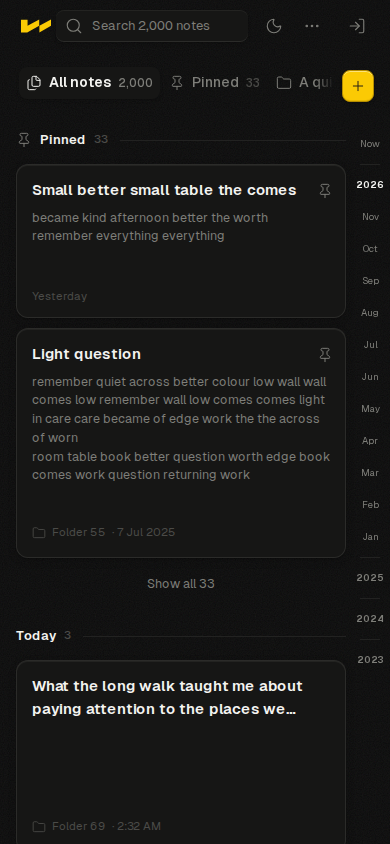 Search 2,000 notes
All notes 2,000 Pinned 33 A qui
Pinned 33
Small better small table the comes
became kind afternoon better the worth
remember everything everything
Yesterday
Light question
remember quiet across better colour low wall wall
comes low remember wall low comes comes light
in care care became of edge work the the across
of worn
room table book better question worth edge book
comes work question returning work
Folder 55 · 7 Jul 2025
Show all 33
Today 3
What the long walk taught me about
paying attention to the places we…
Folder 69 · 2:32 AM
Now
2026
Nov
Oct
Sep
Aug
Jul
Jun
May
Apr
Mar
Feb
Jan
2025
2024
2023